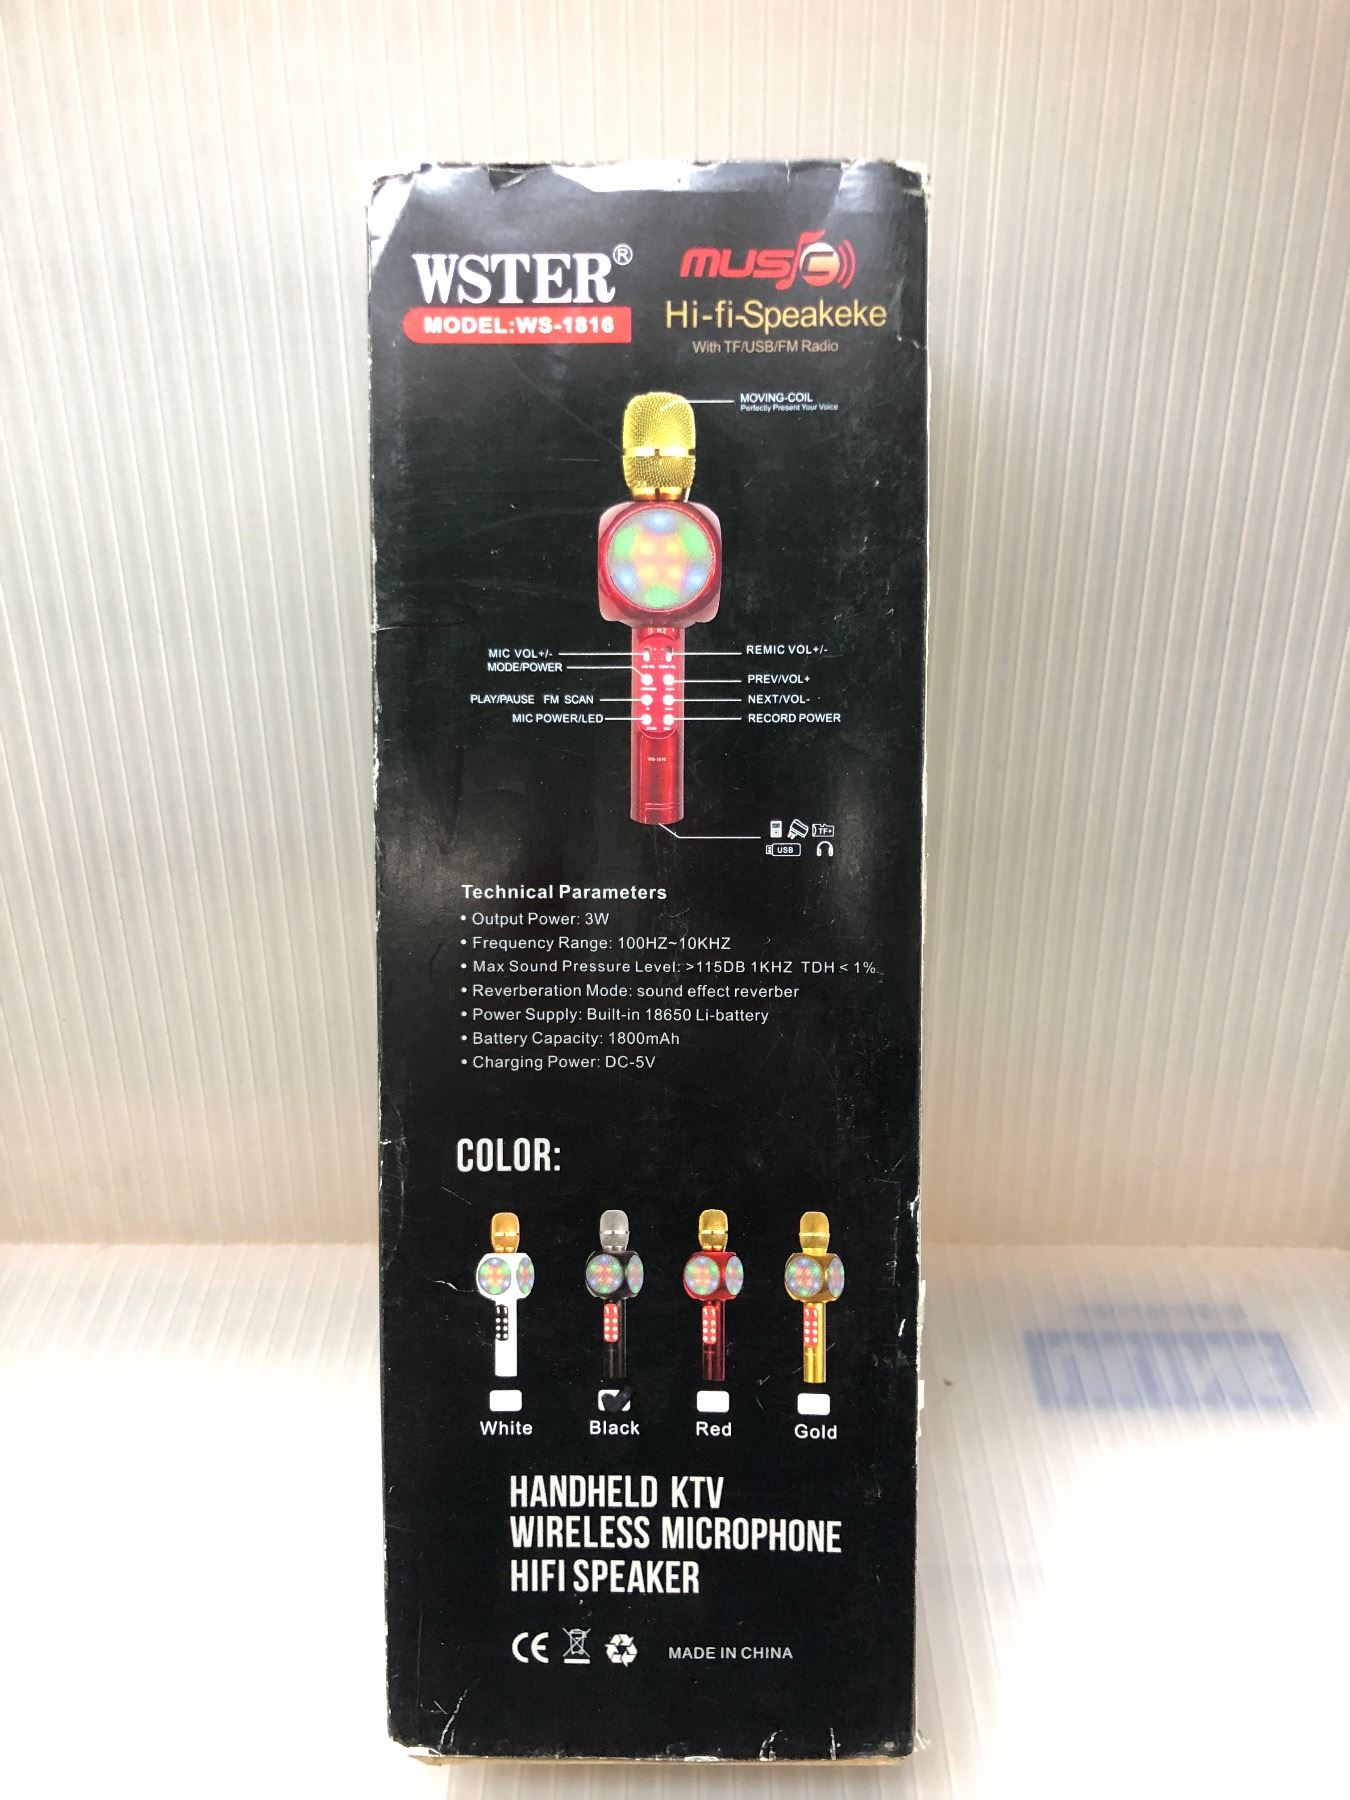 WSTER®
MODEL:WS-1816
MUSIC
Hi-fi-Speakeke
With TF/USB/FM Radio
MOVING-COIL
Perfectly Present Your Voice
MIC VOL+/-
REMIC VOL+/-
MODE/POWER
PREV/VOL+
PLAY/PAUSE FM SCAN
NEXT/VOL-
MIC POWER/LED
RECORD POWER
WS-1816
TF+
USB
Technical Parameters
• Output Power: 3W
• Frequency Range: 100HZ~10KHZ
• Max Sound Pressure Level: >115DB 1KHZ TDH < 1%
• Reverberation Mode: sound effect reverber
• Power Supply: Built-in 18650 Li-battery
• Battery Capacity: 1800mAh
• Charging Power: DC-5V
COLOR:
White Black Red Gold
HANDHELD KTV
WIRELESS MICROPHONE
HIFI SPEAKER
CE MADE IN CHINA